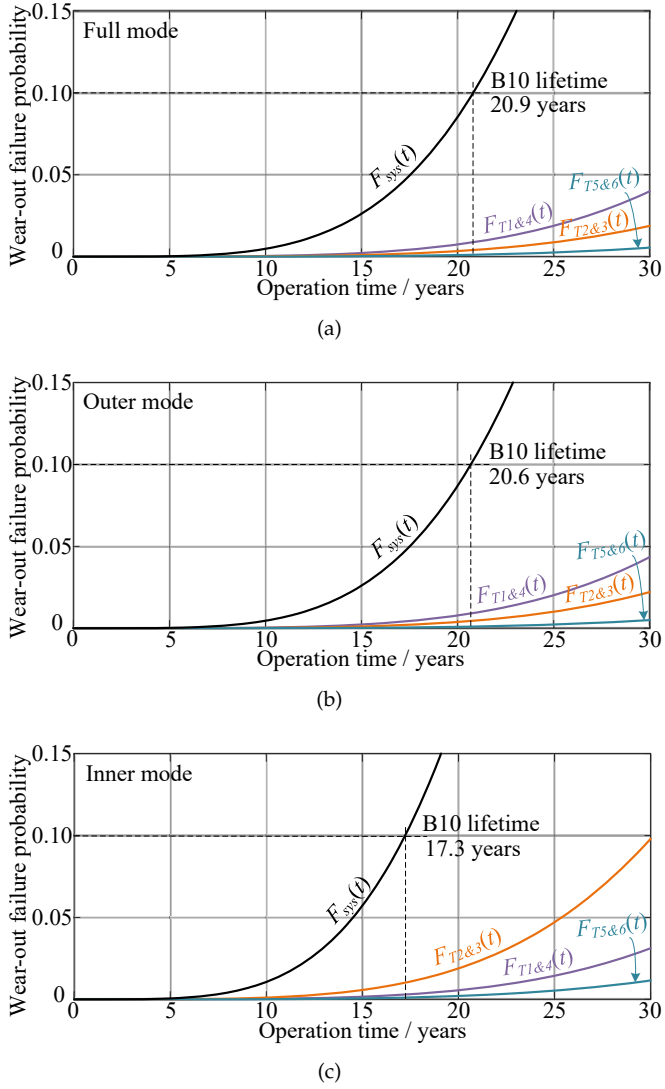 Full mode
Wear-out failure probability
0.15
0.10
0.05
0
B10 lifetime
20.9 years
F_sys(t)
F_T5&6(t)
F_T1&4(t)
F_T2&3(t)
0 5 10 15 20 25 30
Operation time / years
(a)
Outer mode
Wear-out failure probability
0.15
0.10
0.05
0
B10 lifetime
20.6 years
F_sys(t)
F_T5&6(t)
F_T1&4(t)
F_T2&3(t)
0 5 10 15 20 25 30
Operation time / years
(b)
Inner mode
Wear-out failure probability
0.15
0.10
0.05
0
B10 lifetime
17.3 years
F_sys(t)
F_T2&3(t)
F_T5&6(t)
F_T1&4(t)
0 5 10 15 20 25 30
Operation time / years
(c)